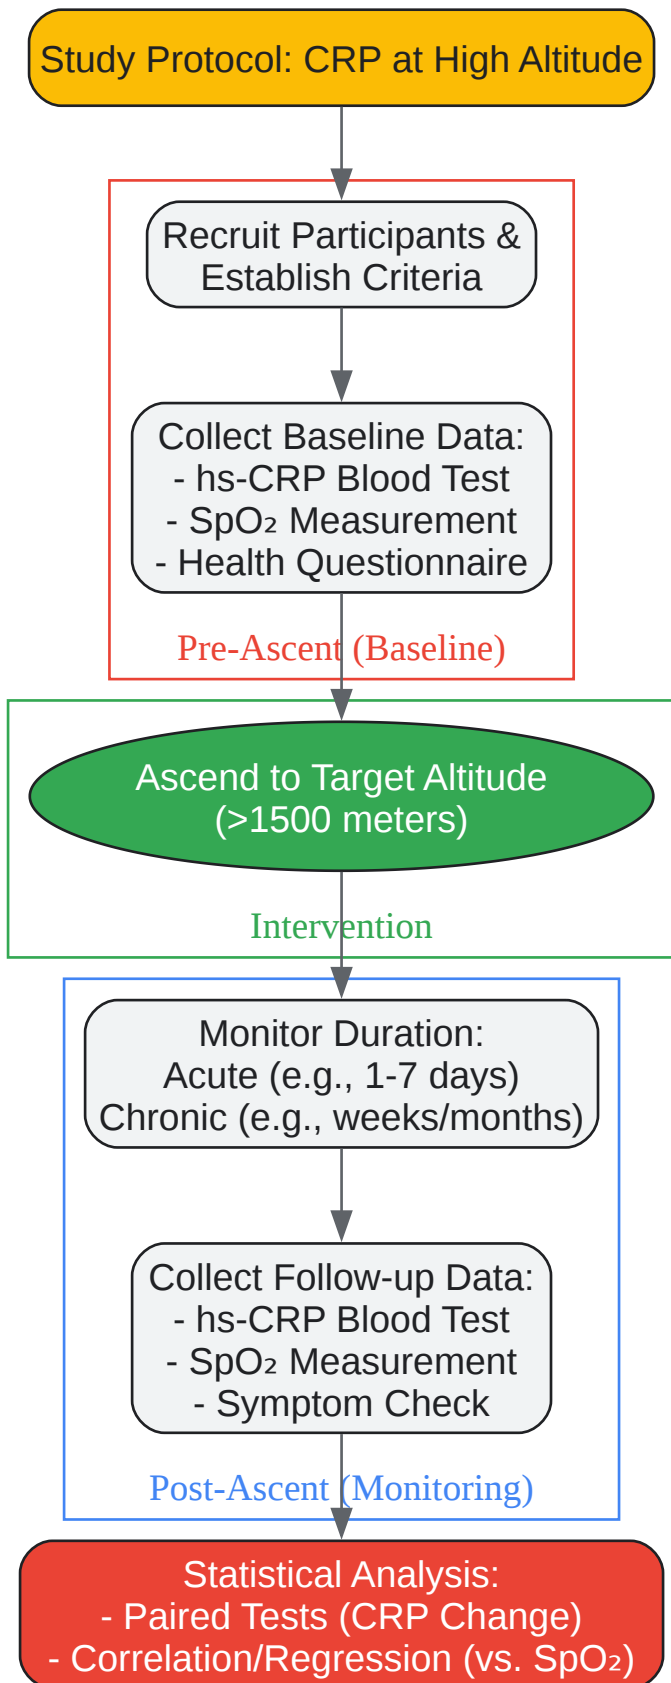 Study Protocol: CRP at High Altitude
Recruit Participants &
Establish Criteria
Collect Baseline Data:
- hs-CRP Blood Test
- SpO₂ Measurement
- Health Questionnaire
Pre-Ascent (Baseline)
Ascend to Target Altitude
(>1500 meters)
Intervention
Monitor Duration:
Acute (e.g., 1-7 days)
Chronic (e.g., weeks/months)
Collect Follow-up Data:
- hs-CRP Blood Test
- SpO₂ Measurement
- Symptom Check
Post-Ascent (Monitoring)
Statistical Analysis:
- Paired Tests (CRP Change)
- Correlation/Regression (vs. SpO₂)